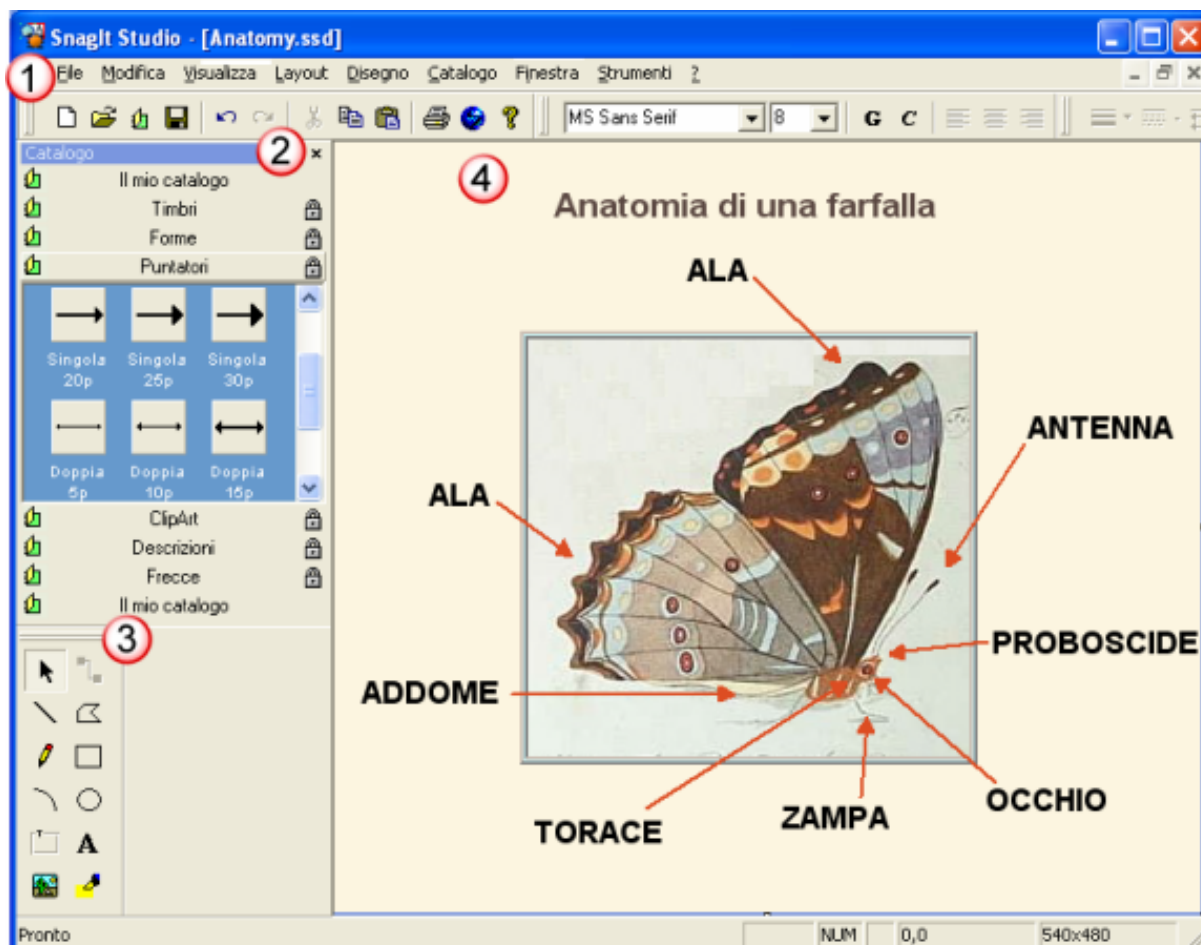 SnagIt Studio - [Anatomy.ssd]
1
File Modifica Visualizza Layout Disegno Catalogo Finestra Strumenti ?
MS Sans Serif 8 G C
Catalogo
2
Il mio catalogo
Timbri
Forme
Puntatori
Singola 20p
Singola 25p
Singola 30p
Doppia 5p
Doppia 10p
Doppia 15p
ClipArt
Descrizioni
Frecce
Il mio catalogo
3
A
4
Anatomia di una farfalla
ALA
ANTENNA
ALA
PROBOSCIDE
ADDOME
OCCHIO
ZAMPA
TORACE
Pronto
NUM
0,0
540x480